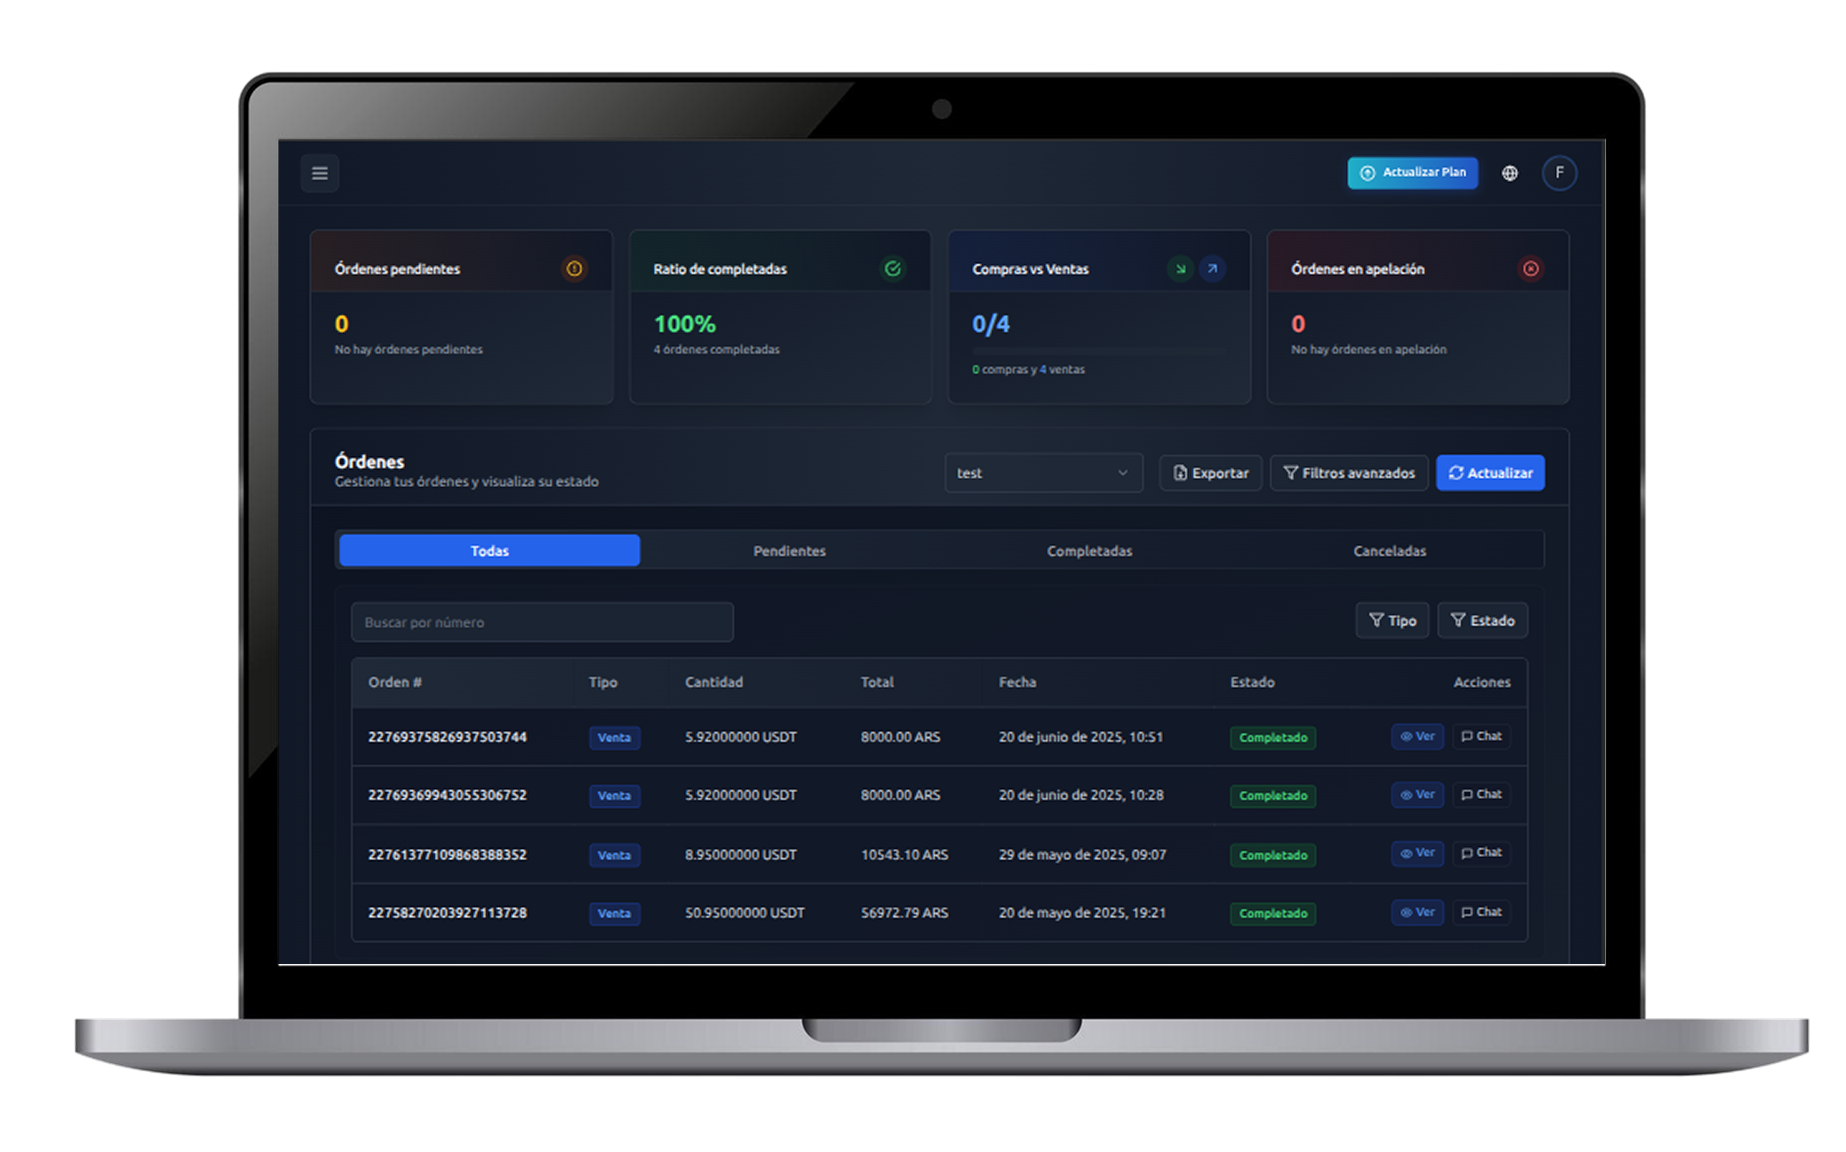 Actualizar Plan
F
Órdenes pendientes
0
No hay órdenes pendientes
Ratio de completadas
100%
4 órdenes completadas
Compras vs Ventas
0/4
0 compras y 4 ventas
Órdenes en apelación
0
No hay órdenes en apelación
Órdenes
Gestiona tus órdenes y visualiza su estado
test
Exportar
Filtros avanzados
Actualizar
Todas Pendientes Completadas Canceladas
Buscar por número
Tipo
Estado
Orden # Tipo Cantidad Total Fecha Estado Acciones
22769375826937503744 Venta 5.92000000 USDT 8000.00 ARS 20 de junio de 2025, 10:51 Completado Ver Chat
22769369943055306752 Venta 5.92000000 USDT 8000.00 ARS 20 de junio de 2025, 10:28 Completado Ver Chat
22761377109868388352 Venta 8.95000000 USDT 10543.10 ARS 29 de mayo de 2025, 09:07 Completado Ver Chat
22758270203927113728 Venta 50.95000000 USDT 56972.79 ARS 20 de mayo de 2025, 19:21 Completado Ver Chat